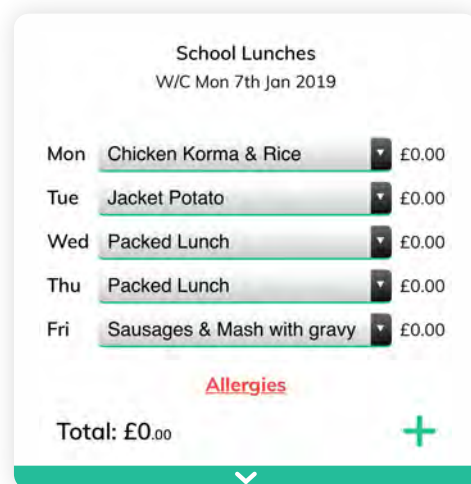 School Lunches
W/C Mon 7th Jan 2019
Mon Chicken Korma & Rice £0.00
Tue Jacket Potato £0.00
Wed Packed Lunch £0.00
Thu Packed Lunch £0.00
Fri Sausages & Mash with gravy £0.00
Allergies
Total: £0.00